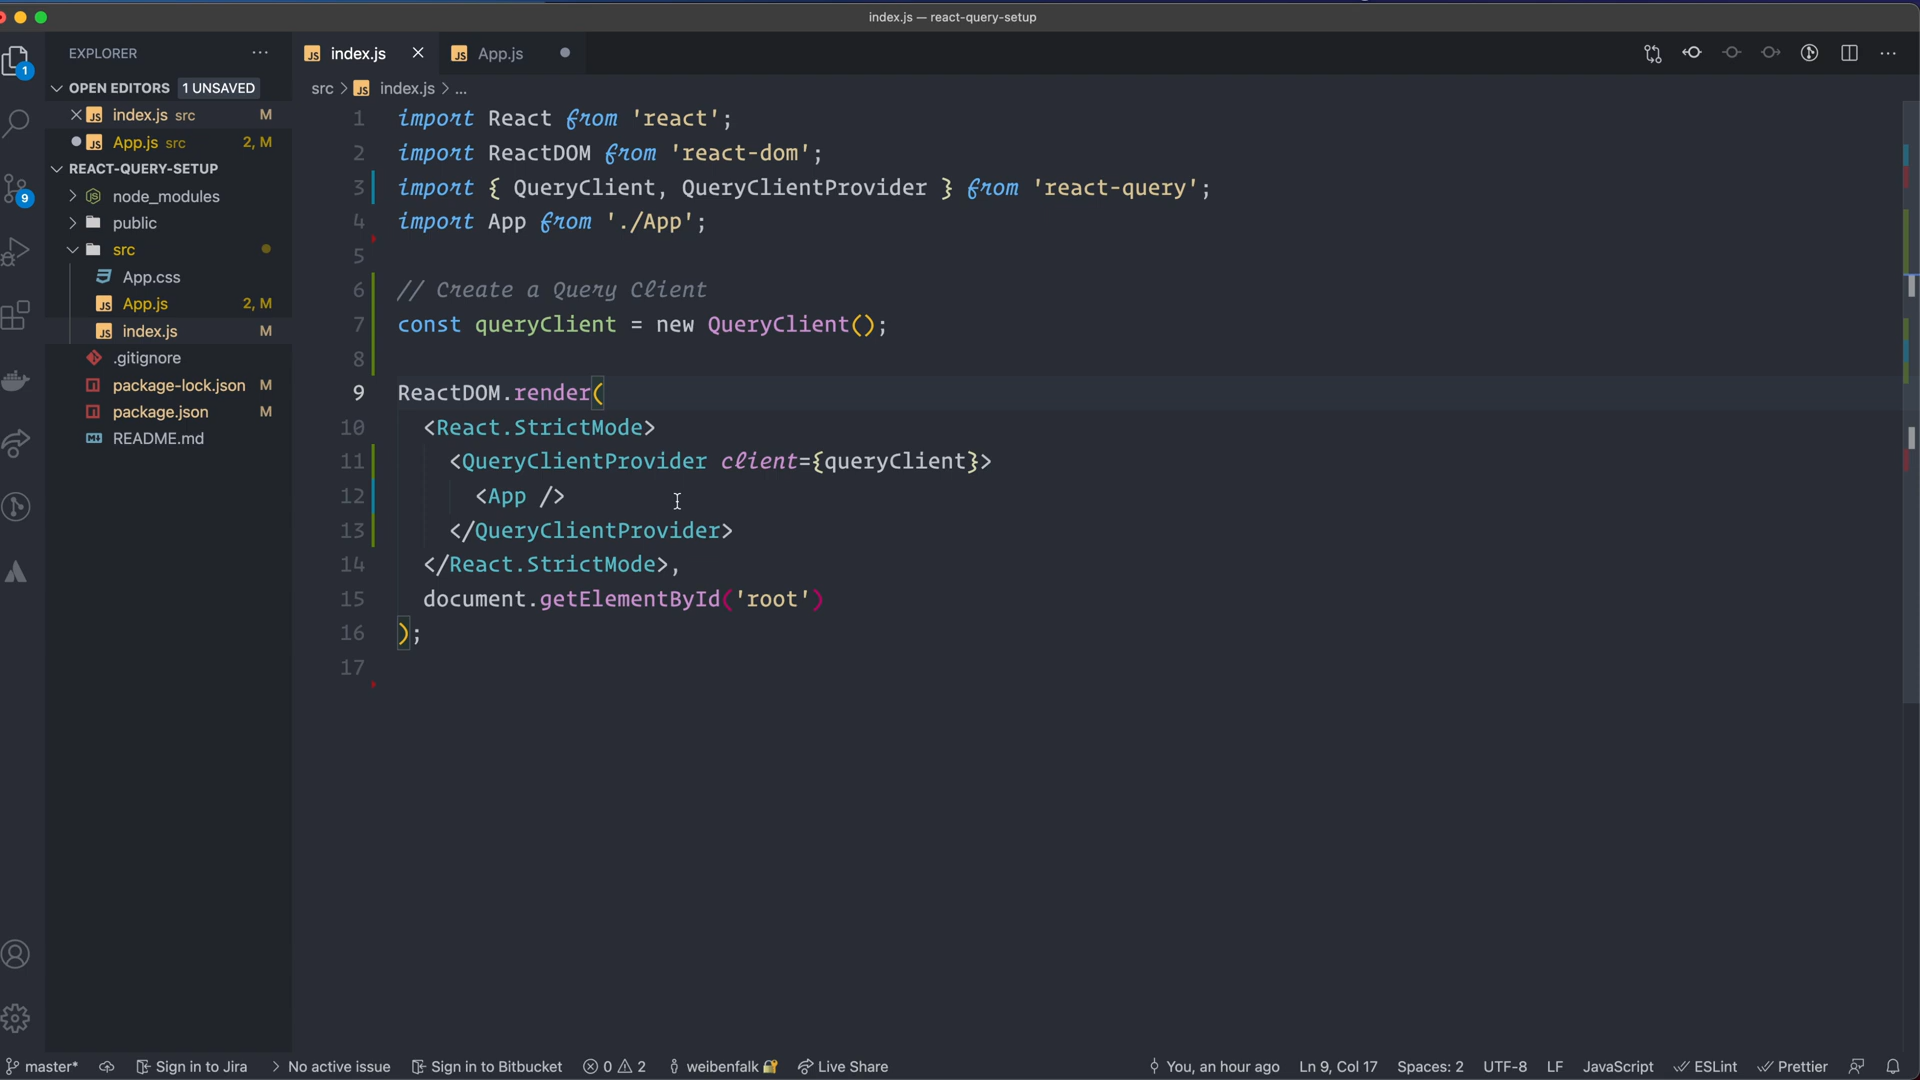 index.js — react-query-setup
EXPLORER
index.js
App.js
OPEN EDITORS 1 UNSAVED
src > index.js > ...
index.js src M
App.js src 2, M
REACT-QUERY-SETUP
node_modules
public
src
App.css
App.js 2, M
index.js M
.gitignore
package-lock.json M
package.json M
README.md
1
9
1 import React from 'react';
2 import ReactDOM from 'react-dom';
3 import { QueryClient, QueryClientProvider } from 'react-query';
4 import App from './App';
5
6 // Create a Query Client
7 const queryClient = new QueryClient();
8
9 ReactDOM.render(
10 <React.StrictMode>
11 <QueryClientProvider client={queryClient}>
12 <App />
13 </QueryClientProvider>
14 </React.StrictMode>,
15 document.getElementById('root')
16 );
17
master* Sign in to Jira > No active issue Sign in to Bitbucket 0 2 weibenfalk Live Share You, an hour ago Ln 9, Col 17 Spaces: 2 UTF-8 LF JavaScript ESLint Prettier